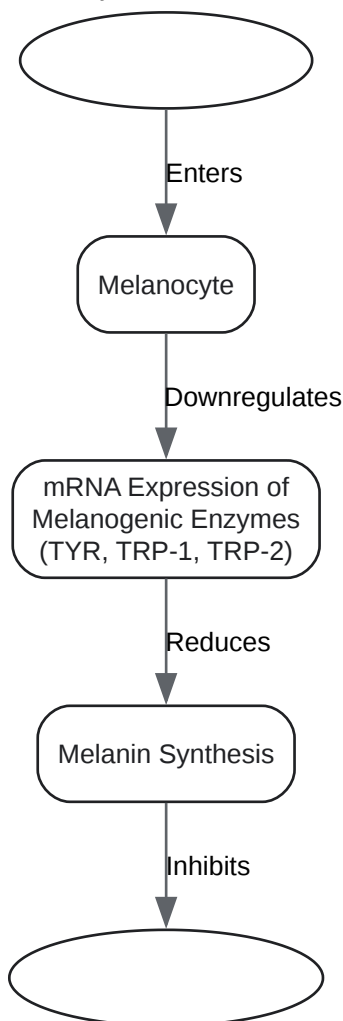 Enters
Melanocyte
Downregulates
mRNA Expression of
Melanogenic Enzymes
(TYR, TRP-1, TRP-2)
Reduces
Melanin Synthesis
Inhibits